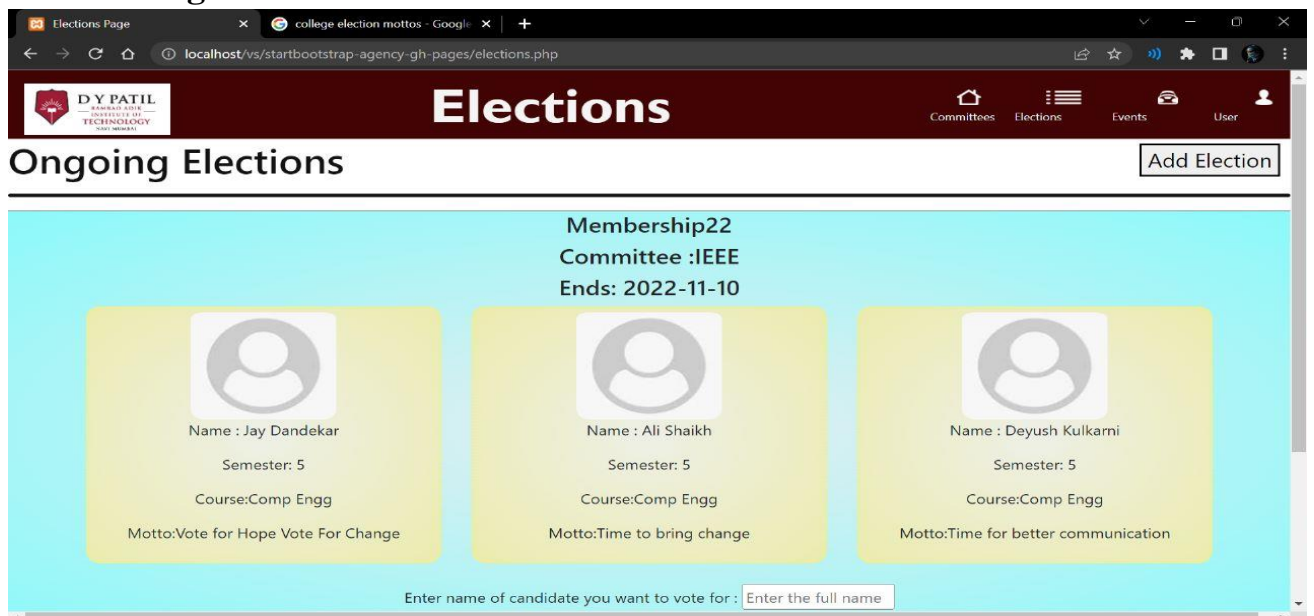 Elections Page
college election mottos - Google
localhost/vs/startbootstrap-agency-gh-pages/elections.php
D Y PATIL
RAMRAO ADIK
INSTITUTE OF
TECHNOLOGY
NAVI MUMBAI
Elections
Committees Elections Events User
Ongoing Elections
Add Election
Membership22
Committee :IEEE
Ends: 2022-11-10
Name : Jay Dandekar
Semester: 5
Course:Comp Engg
Motto:Vote for Hope Vote For Change
Name : Ali Shaikh
Semester: 5
Course:Comp Engg
Motto:Time to bring change
Name : Deyush Kulkarni
Semester: 5
Course:Comp Engg
Motto:Time for better communication
Enter name of candidate you want to vote for : Enter the full name